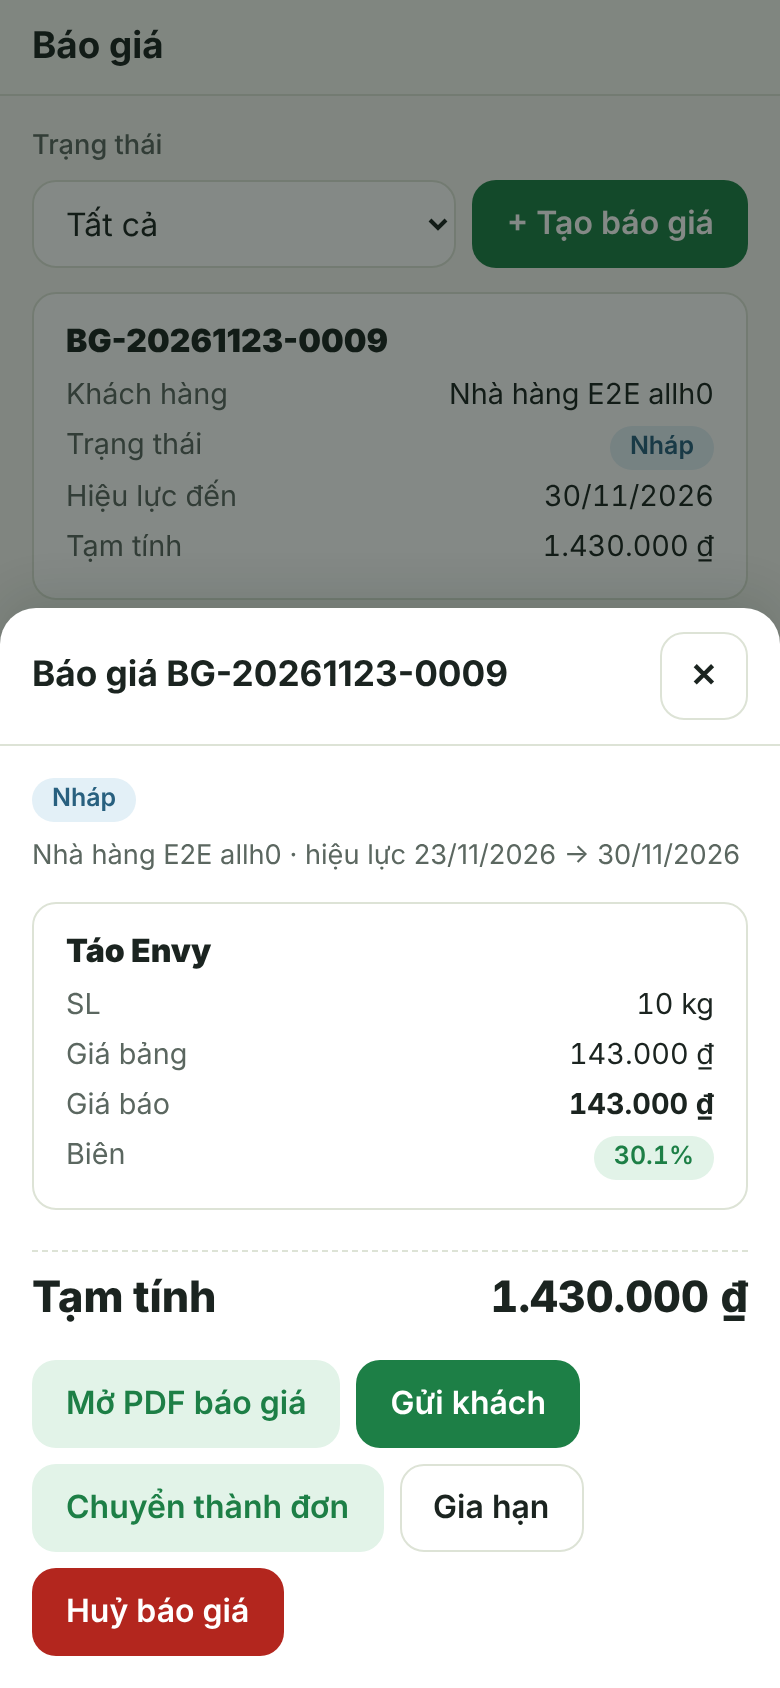 Báo giá
Trạng thái
Tất cả
+ Tạo báo giá
BG-20261123-0009
Khách hàng Nhà hàng E2E allh0
Trạng thái Nháp
Hiệu lực đến 30/11/2026
Tạm tính 1.430.000 ₫
Báo giá BG-20261123-0009
×
Nháp
Nhà hàng E2E allh0 · hiệu lực 23/11/2026 → 30/11/2026
Táo Envy
SL 10 kg
Giá bảng 143.000 ₫
Giá báo 143.000 ₫
Biên 30.1%
Tạm tính 1.430.000 ₫
Mở PDF báo giá
Gửi khách
Chuyển thành đơn
Gia hạn
Huỷ báo giá